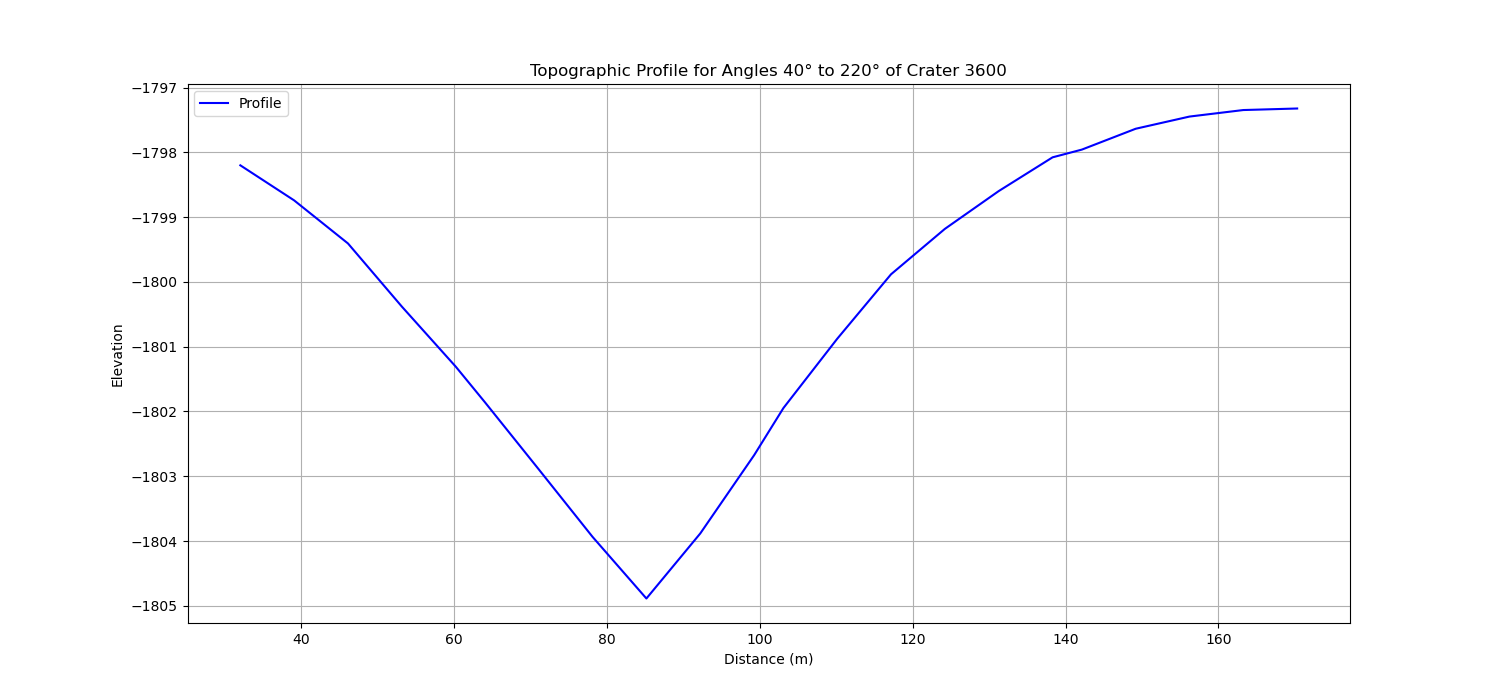 Topographic Profile for Angles 40° to 220° of Crater 3600
Profile
Elevation
−1797
−1798
−1799
−1800
−1801
−1802
−1803
−1804
−1805
40 60 80 100 120 140 160
Distance (m)